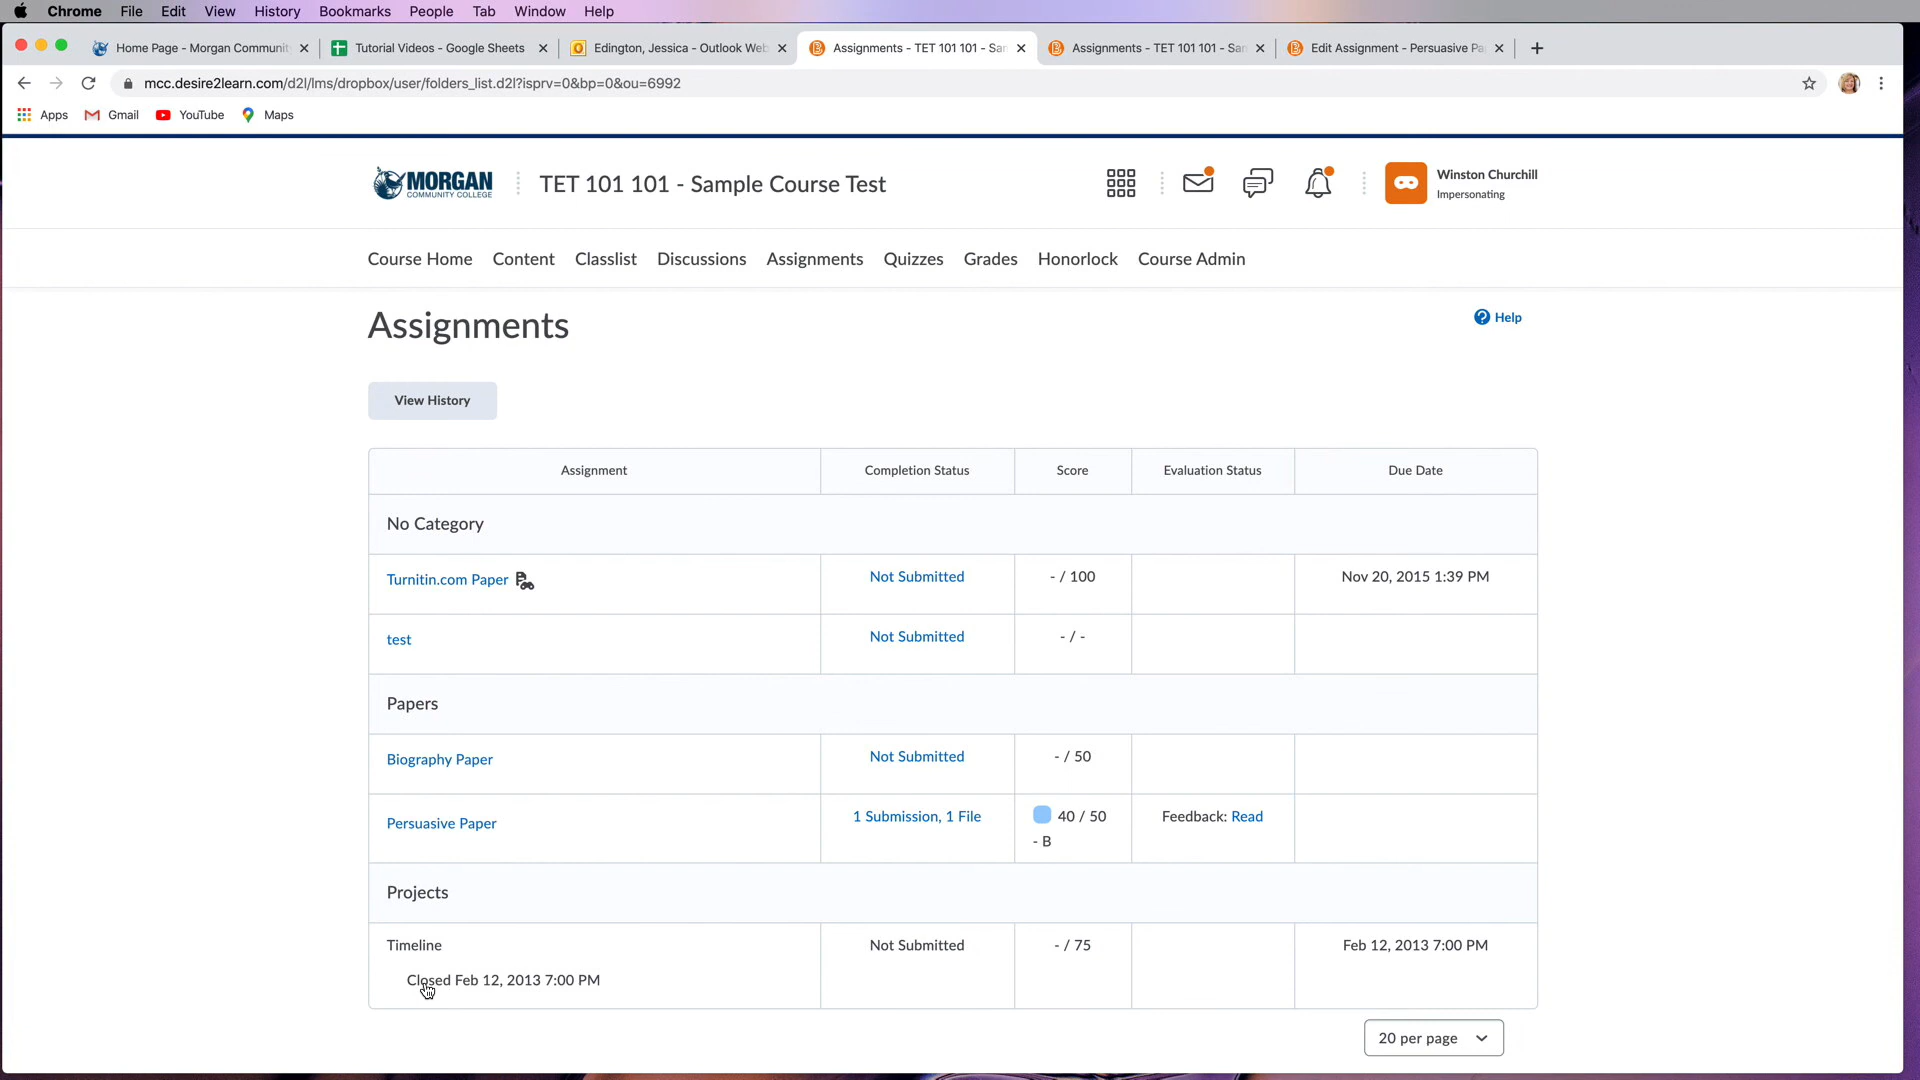 Chrome File Edit View History Bookmarks People Tab Window Help
Home Page - Morgan Communit
Tutorial Videos - Google Sheets
Edington, Jessica - Outlook Web
Assignments - TET 101 101 - Sam
Assignments - TET 101 101 - Sam
Edit Assignment - Persuasive Pa
mcc.desire2learn.com/d2l/lms/dropbox/user/folders_list.d2l?isprv=0&bp=0&ou=6992
Apps Gmail YouTube Maps
MORGAN
COMMUNITY COLLEGE
TET 101 101 - Sample Course Test
Winston Churchill
Impersonating
Course Home Content Classlist Discussions Assignments Quizzes Grades Honorlock Course Admin
Assignments
Help
View History
Assignment Completion Status Score Evaluation Status Due Date
No Category
Turnitin.com Paper Not Submitted - / 100 Nov 20, 2015 1:39 PM
test Not Submitted - / -
Papers
Biography Paper Not Submitted - / 50
Persuasive Paper 1 Submission, 1 File 40 / 50 Feedback: Read
- B
Projects
Timeline Not Submitted - / 75 Feb 12, 2013 7:00 PM
Closed Feb 12, 2013 7:00 PM
20 per page